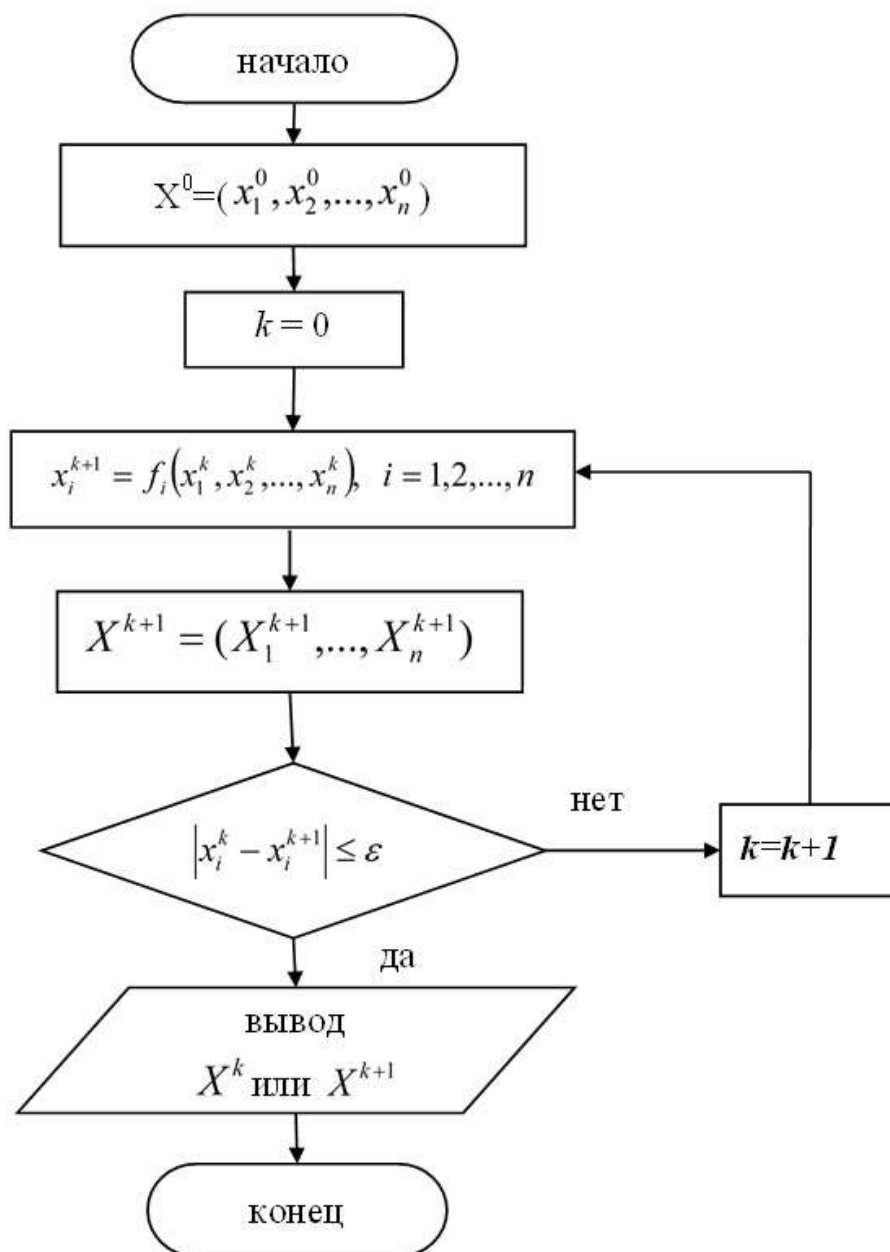 начало
X⁰=( x₁⁰, x₂⁰,..., xₙ⁰ )
k = 0
xᵢᵏ⁺¹ = fᵢ(x₁ᵏ, x₂ᵏ,..., xₙᵏ), i = 1,2,..., n
Xᵏ⁺¹ = (X₁ᵏ⁺¹,..., Xₙᵏ⁺¹)
|xᵢᵏ − xᵢᵏ⁺¹| ≤ ε
нет
k=k+1
да
вывод
Xᵏ или Xᵏ⁺¹
конец